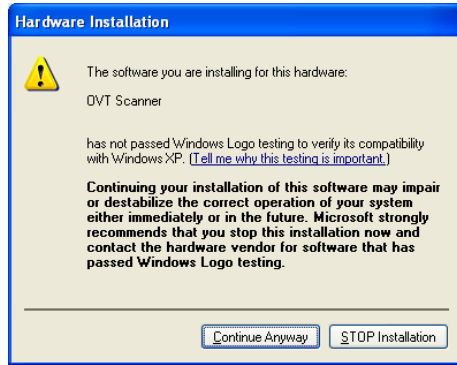 Hardware Installation
The software you are installing for this hardware:
OVT Scanner
has not passed Windows Logo testing to verify its compatibility
with Windows XP. (Tell me why this testing is important.)
Continuing your installation of this software may impair
or destabilize the correct operation of your system
either immediately or in the future. Microsoft strongly
recommends that you stop this installation now and
contact the hardware vendor for software that has
passed Windows Logo testing.
Continue Anyway STOP Installation